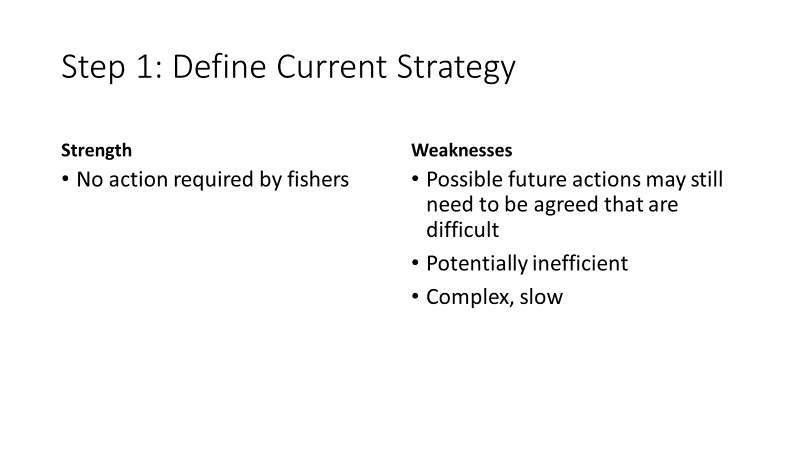 Step 1: Define Current Strategy
Strength
• No action required by fishers
Weaknesses
• Possible future actions may still
need to be agreed that are
difficult
• Potentially inefficient
• Complex, slow